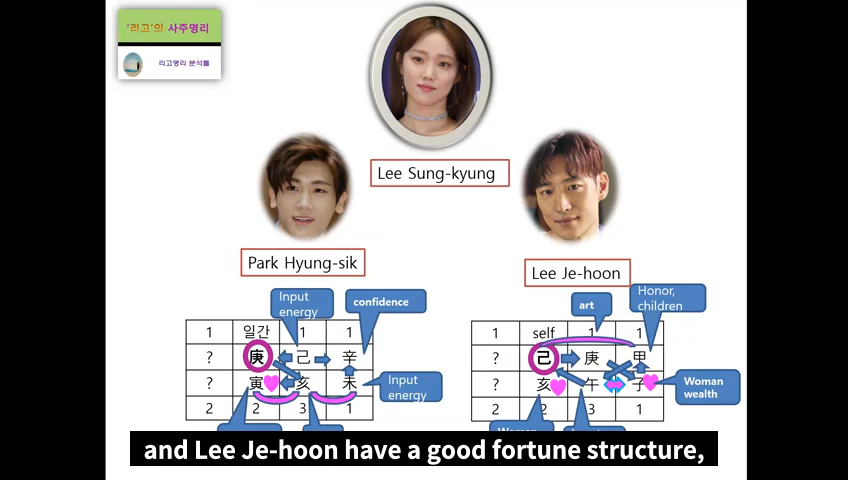 '리고'의 사주명리
리고명리 분석툴
Lee Sung-kyung
Park Hyung-sik
Lee Je-hoon
Input
energy
confidence
1 일간 1 1
? 庚 己 辛
? 寅 亥 未
2 2 3 1
Input
energy
art
Honor,
children
1 self 1 1
? 己 庚 甲
? 亥 午 子
2 2 3 1
Woman
wealth
and Lee Je-hoon have a good fortune structure,